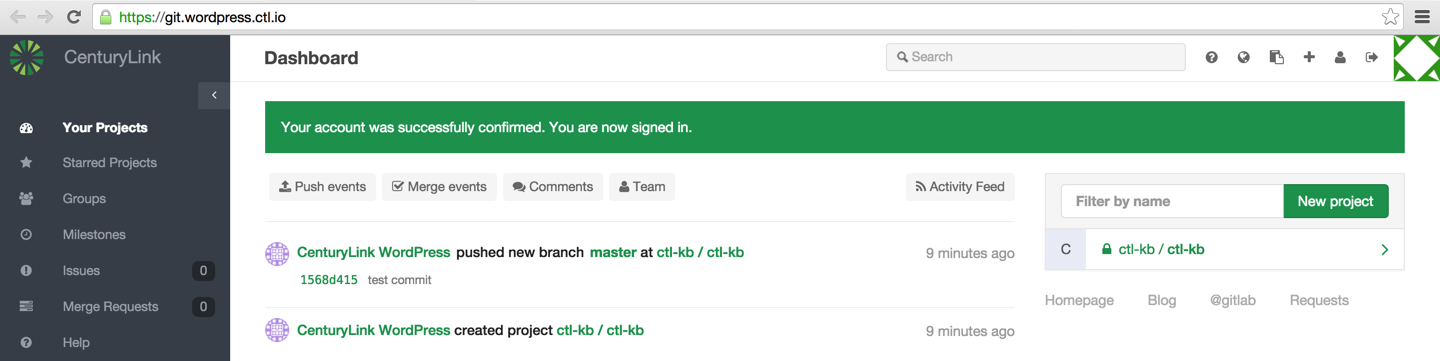 https://git.wordpress.ctl.io
CenturyLink
Dashboard
Search
Your Projects
Starred Projects
Groups
Milestones
Issues 0
Merge Requests 0
Help
Your account was successfully confirmed. You are now signed in.
Push events Merge events Comments Team Activity Feed
CenturyLink WordPress pushed new branch master at ctl-kb / ctl-kb 9 minutes ago
1568d415 test commit
CenturyLink WordPress created project ctl-kb / ctl-kb 9 minutes ago
Filter by name New project
C ctl-kb / ctl-kb
Homepage Blog @gitlab Requests